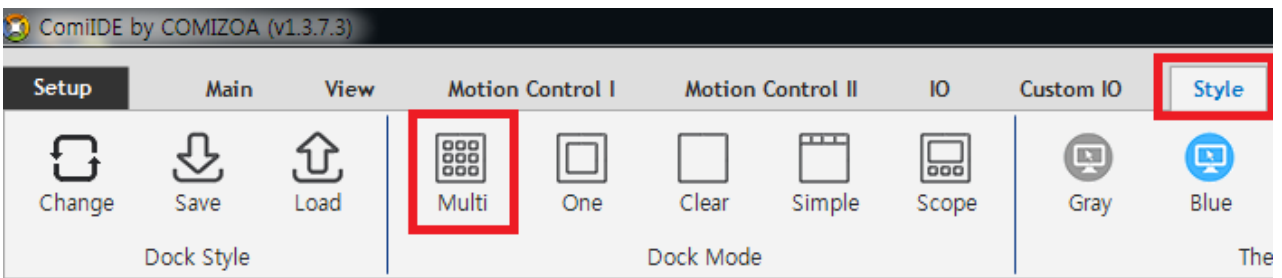 ComiIDE by COMIZOA (v1.3.7.3)
Setup Main View Motion Control I Motion Control II IO Custom IO Style
Change Save Load Multi One Clear Simple Scope Gray Blue
Dock Style Dock Mode The